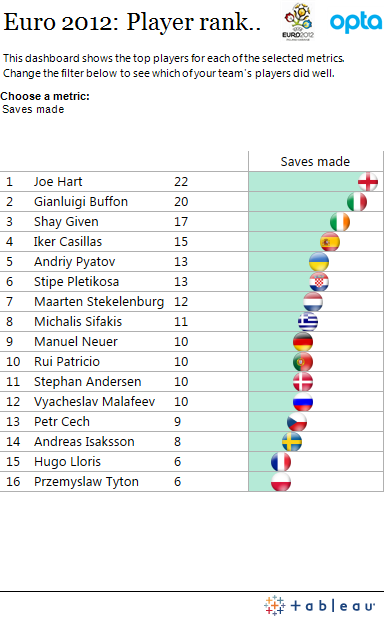 Euro 2012: Player rank..
EURO2012
opta
This dashboard shows the top players for each of the selected metrics.
Change the filter below to see which of your team's players did well.
Choose a metric:
Saves made
Saves made
1 Joe Hart 22
2 Gianluigi Buffon 20
3 Shay Given 17
4 Iker Casillas 15
5 Andriy Pyatov 13
6 Stipe Pletikosa 13
7 Maarten Stekelenburg 12
8 Michalis Sifakis 11
9 Manuel Neuer 10
10 Rui Patricio 10
11 Stephan Andersen 10
12 Vyacheslav Malafeev 10
13 Petr Cech 9
14 Andreas Isaksson 8
15 Hugo Lloris 6
16 Przemyslaw Tyton 6
+ableau